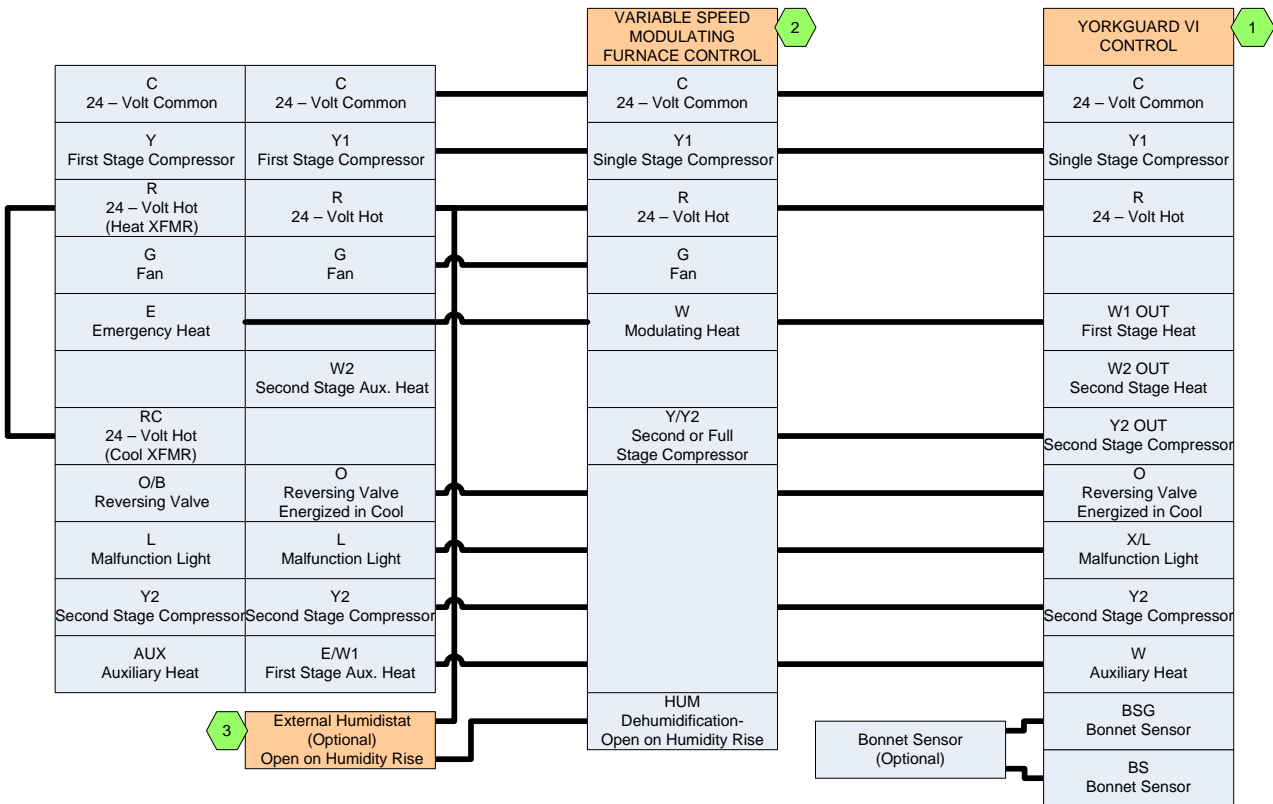 VARIABLE SPEED
MODULATING
FURNACE CONTROL
2
YORKGUARD VI
CONTROL
1
C
24 – Volt Common
C
24 – Volt Common
C
24 – Volt Common
C
24 – Volt Common
Y
First Stage Compressor
Y1
First Stage Compressor
Y1
Single Stage Compressor
Y1
Single Stage Compressor
R
24 – Volt Hot
(Heat XFMR)
R
24 – Volt Hot
R
24 – Volt Hot
R
24 – Volt Hot
G
Fan
G
Fan
G
Fan
E
Emergency Heat
W
Modulating Heat
W1 OUT
First Stage Heat
W2
Second Stage Aux. Heat
W2 OUT
Second Stage Heat
RC
24 – Volt Hot
(Cool XFMR)
Y/Y2
Second or Full
Stage Compressor
Y2 OUT
Second Stage Compressor
O/B
Reversing Valve
O
Reversing Valve
Energized in Cool
O
Reversing Valve
Energized in Cool
L
Malfunction Light
L
Malfunction Light
X/L
Malfunction Light
Y2
Second Stage Compressor
Y2
Second Stage Compressor
Y2
Second Stage Compressor
AUX
Auxiliary Heat
E/W1
First Stage Aux. Heat
W
Auxiliary Heat
3
External Humidistat
(Optional)
Open on Humidity Rise
HUM
Dehumidification-
Open on Humidity Rise
Bonnet Sensor
(Optional)
BSG
Bonnet Sensor
BS
Bonnet Sensor